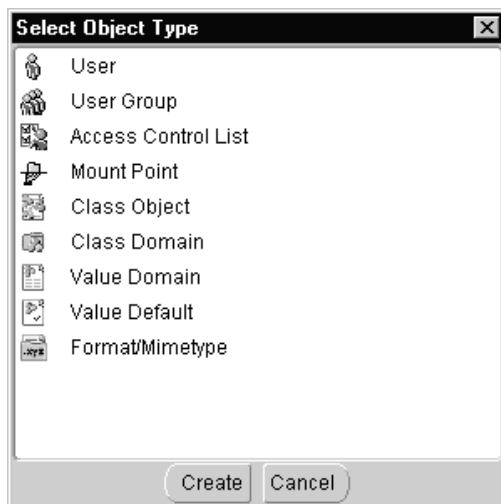 Select Object Type
User
User Group
Access Control List
Mount Point
Class Object
Class Domain
Value Domain
Value Default
.xyz Format/Mimetype
Create Cancel